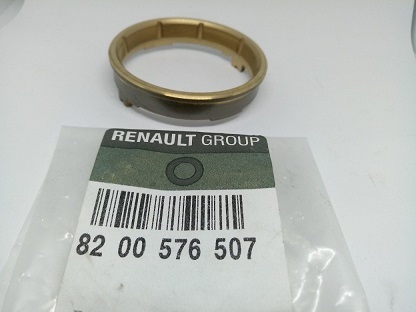 RENAULT GROUP
82 00 576 507